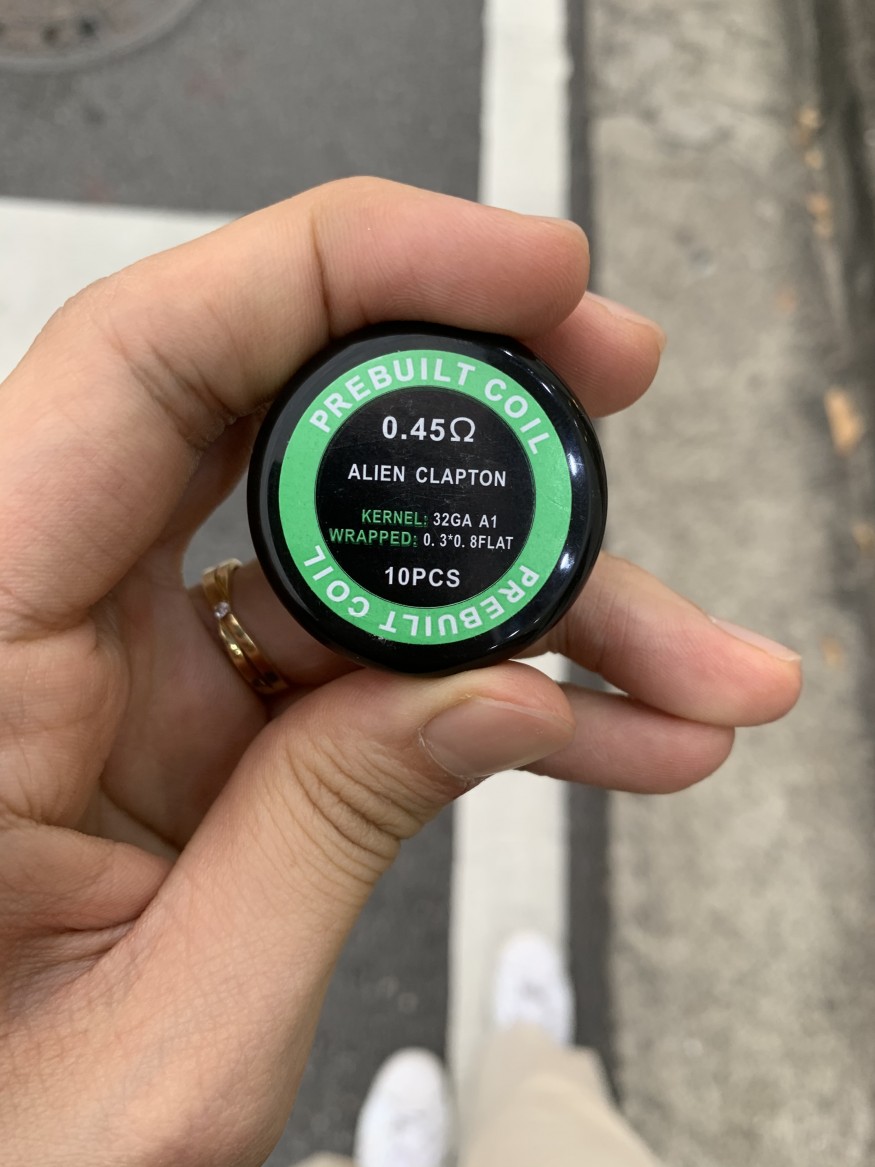 PREBUILT COIL
0.45Ω
ALIEN CLAPTON
KERNEL: 32GA A1
WRAPPED: 0. 3*0. 8FLAT
10PCS
PREBUILT COIL